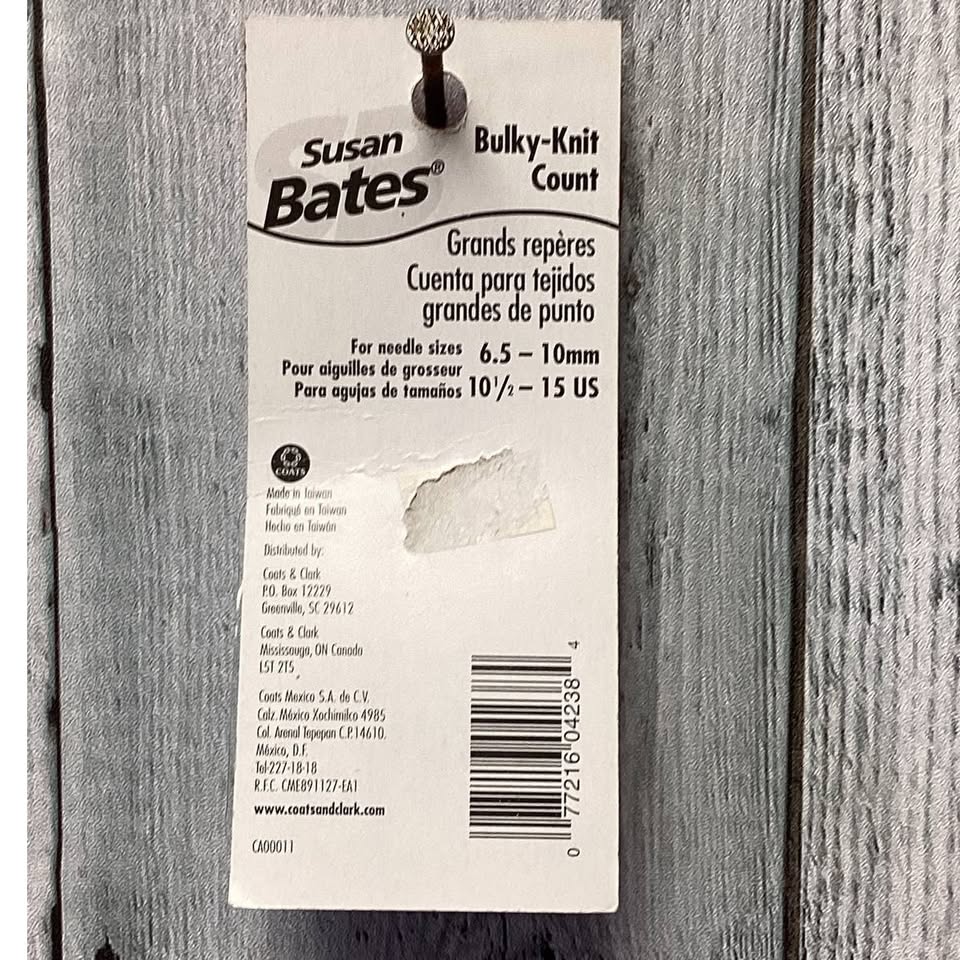 Susan
Bates®
Bulky-Knit
Count
Grands repères
Cuenta para tejidos
grandes de punto
For needle sizes
Pour aiguilles de grosseur
Para agujas de tamaños
6.5 – 10mm
10 1/2 – 15 US
COATS
Made in Taiwan
Fabriqué en Taiwan
Hecho en Taiwán
Distributed by:
Coats & Clark
P.O. Box 12229
Greenville, SC 29612
Coats & Clark
Mississauga, ON Canada
L5T 2T5
Coats Mexico S.A. de C.V.
Calz. México Xochimilco 4985
Col. Arenal Tepepan C.P. 14610.
México, D.F.
Tel-227-18-18
R.F.C. CME891127-EA1
www.coatsandclark.com
CA00011
0 77216 04238 4